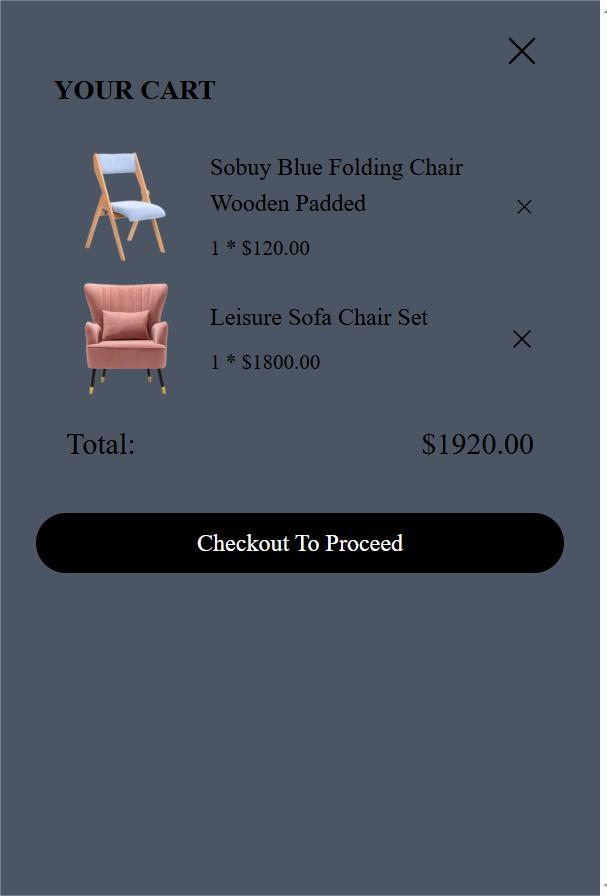 YOUR CART
Sobuy Blue Folding Chair
Wooden Padded
1 * $120.00
Leisure Sofa Chair Set
1 * $1800.00
Total: $1920.00
Checkout To Proceed